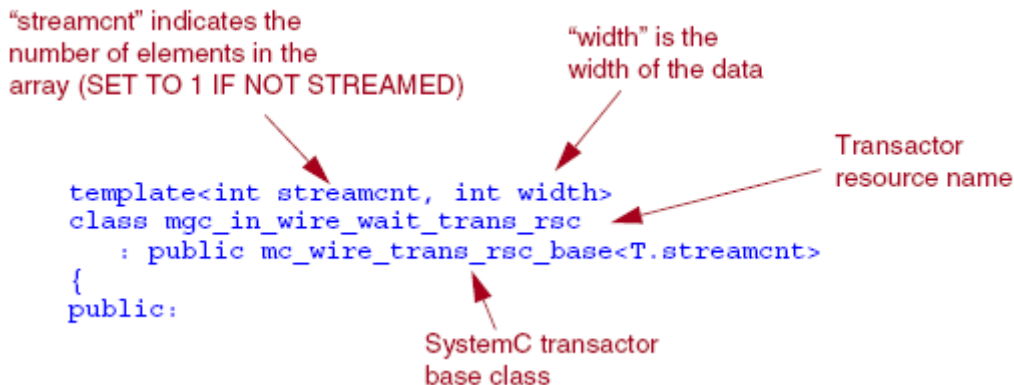 “streamcnt” indicates the
number of elements in the
array (SET TO 1 IF NOT STREAMED)
“width” is the
width of the data
Transactor
resource name
template<int streamcnt, int width>
class mgc_in_wire_wait_trans_rsc
: public mc_wire_trans_rsc_base<T.streamcnt>
{
public:
SystemC transactor
base class